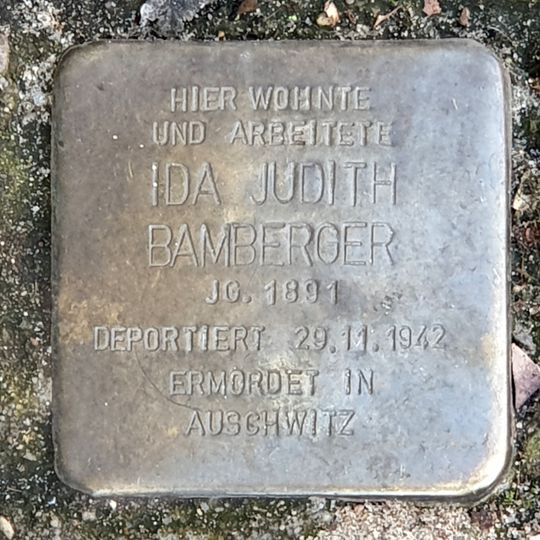 HIER WOHNTE
UND ARBEITETE
IDA JUDITH
BAMBERGER
JG. 1891
DEPORTIERT 29.11.1942
ERMORDET IN
AUSCHWITZ